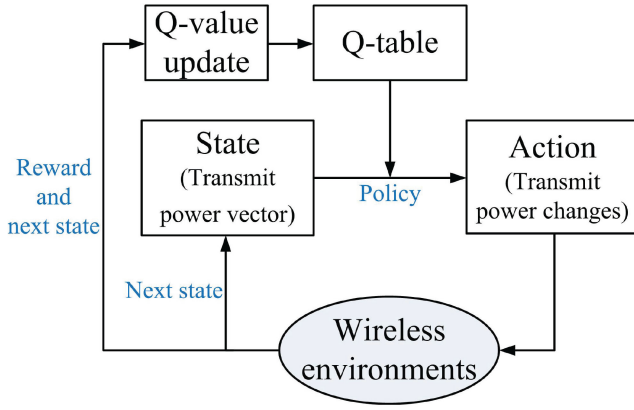 Q-value
update
Q-table
State
(Transmit
power vector)
Action
(Transmit
power changes)
Policy
Reward
and
next state
Next state
Wireless
environments